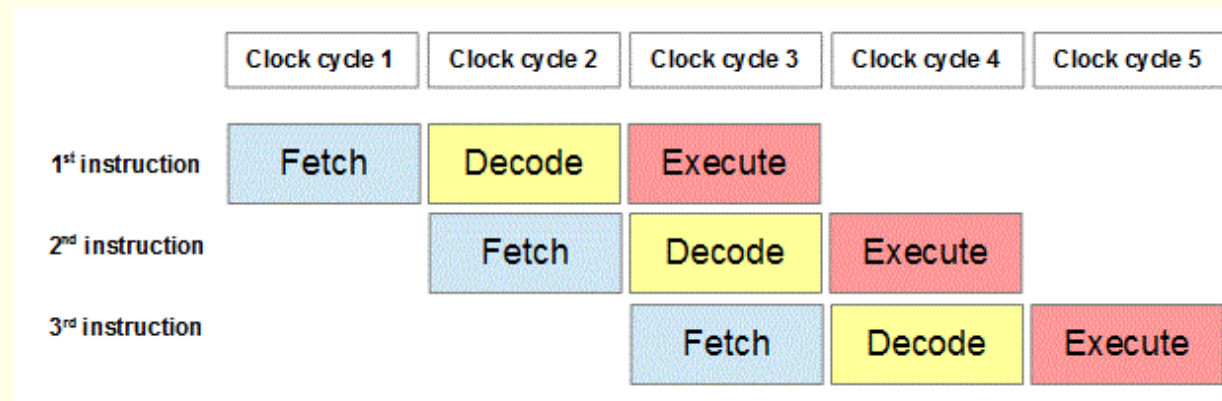 Clock cycle 1 Clock cycle 2 Clock cycle 3 Clock cycle 4 Clock cycle 5
1st instruction Fetch Decode Execute
2nd instruction Fetch Decode Execute
3rd instruction Fetch Decode Execute